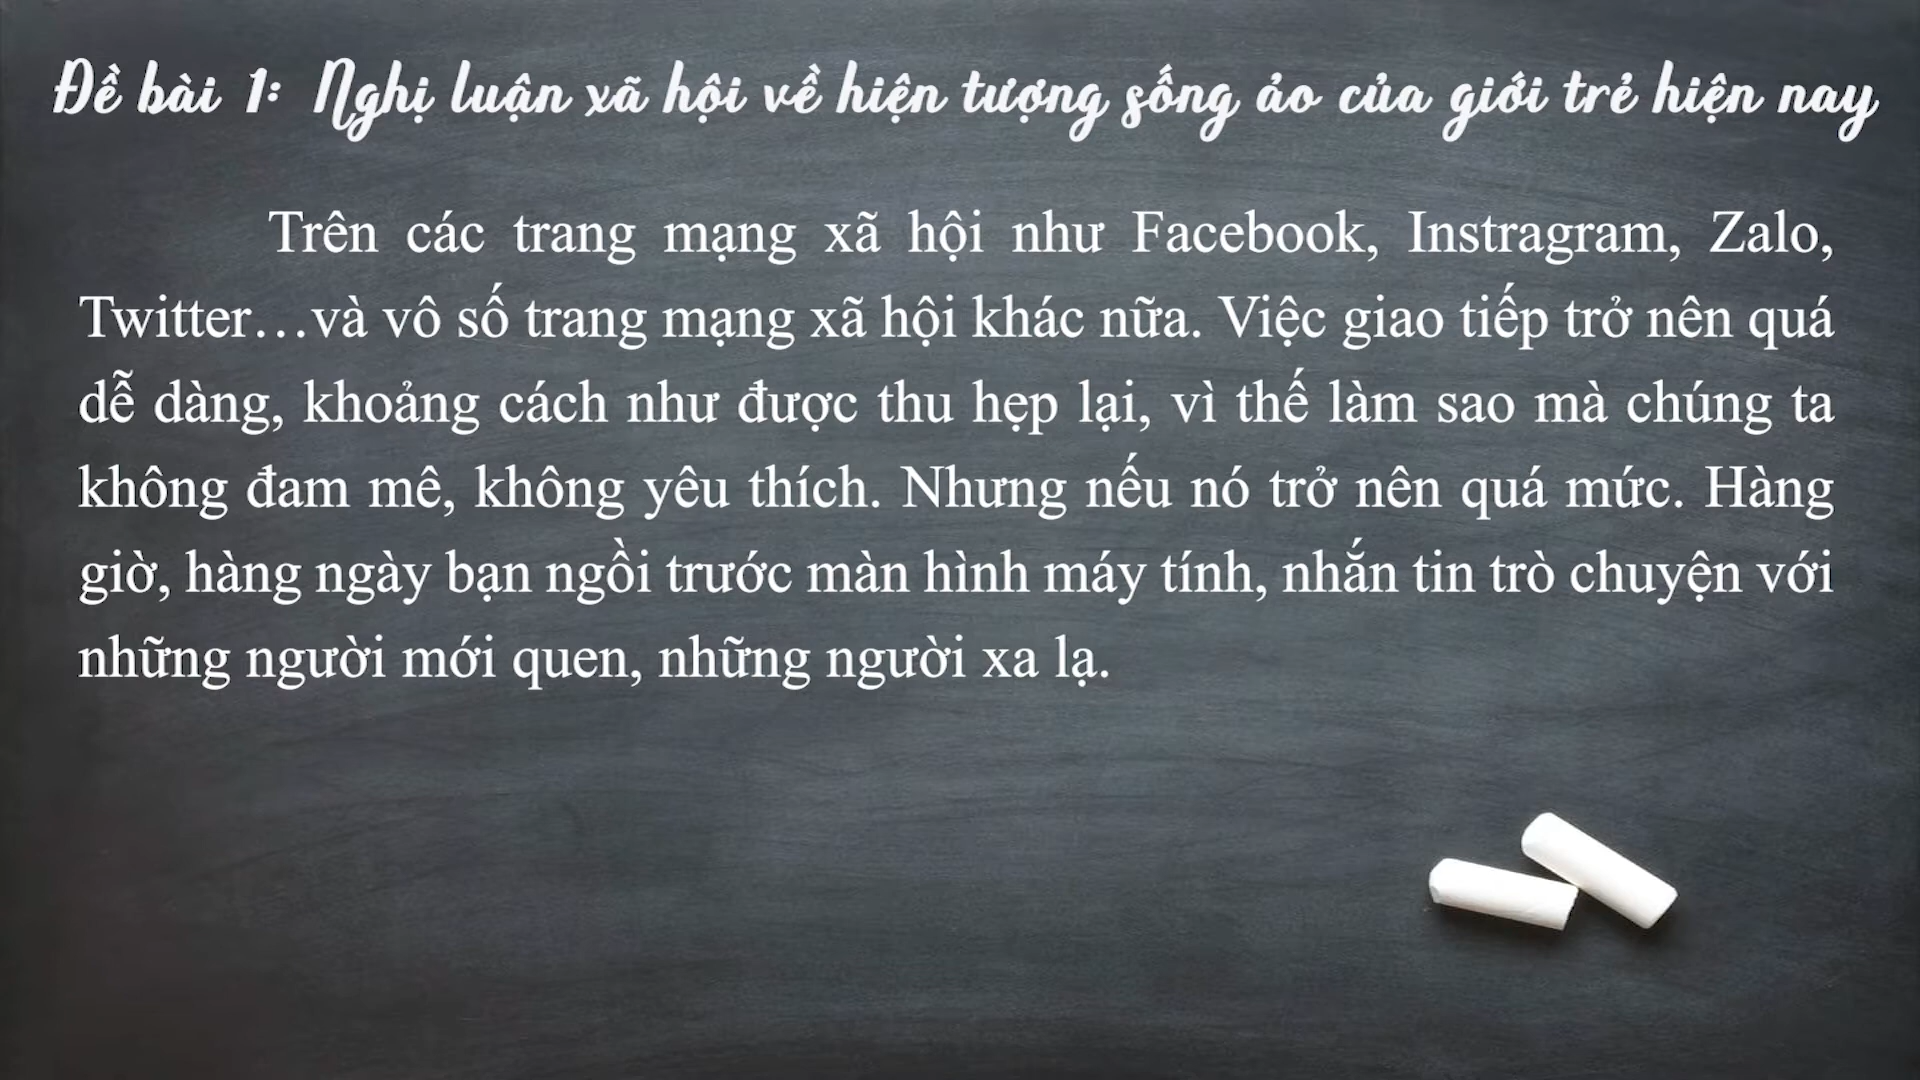 Đề bài 1: Nghị luận xã hội về hiện tượng sống ảo của giới trẻ hiện nay
Trên các trang mạng xã hội như Facebook, Instragram, Zalo,
Twitter…và vô số trang mạng xã hội khác nữa. Việc giao tiếp trở nên quá
dễ dàng, khoảng cách như được thu hẹp lại, vì thế làm sao mà chúng ta
không đam mê, không yêu thích. Nhưng nếu nó trở nên quá mức. Hàng
giờ, hàng ngày bạn ngồi trước màn hình máy tính, nhắn tin trò chuyện với
những người mới quen, những người xa lạ.